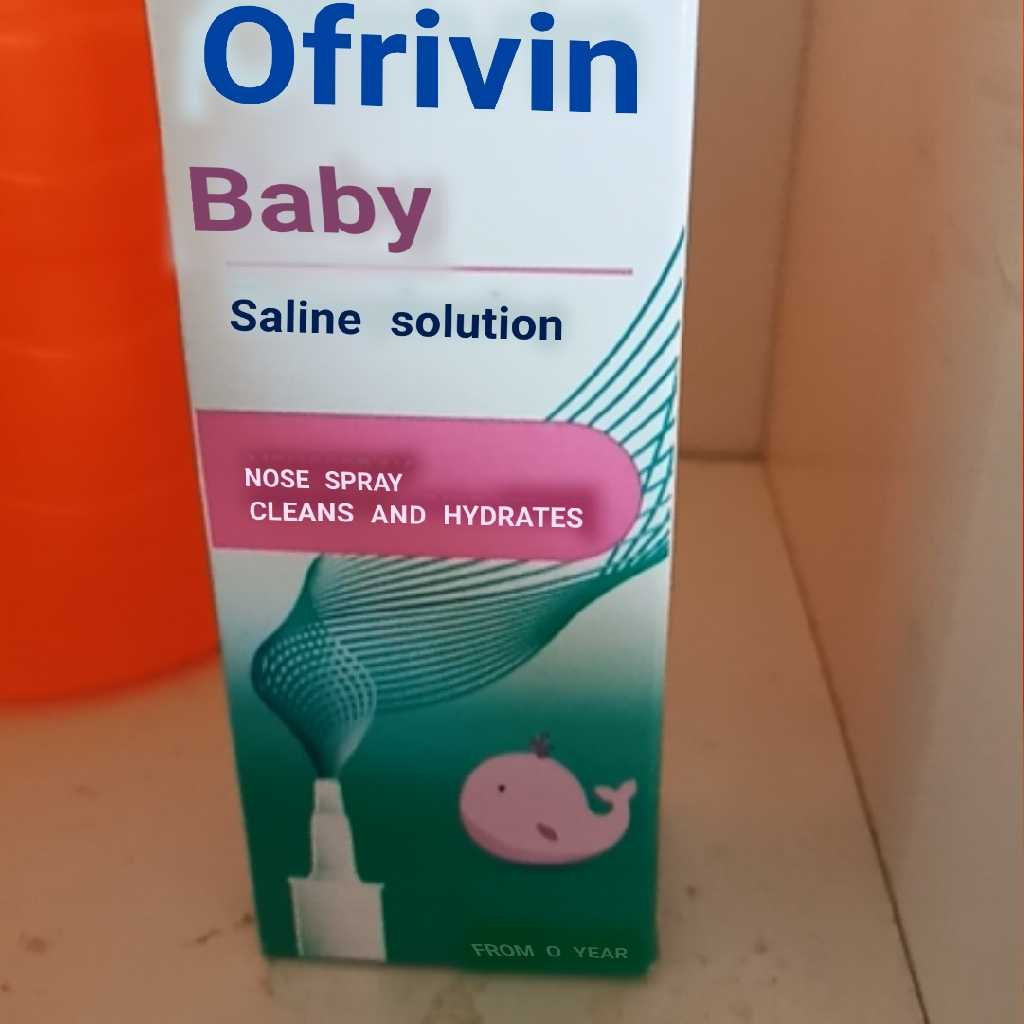 Ofrivin
Baby
Saline solution
NOSE SPRAY
CLEANS AND HYDRATES
FROM 0 YEAR